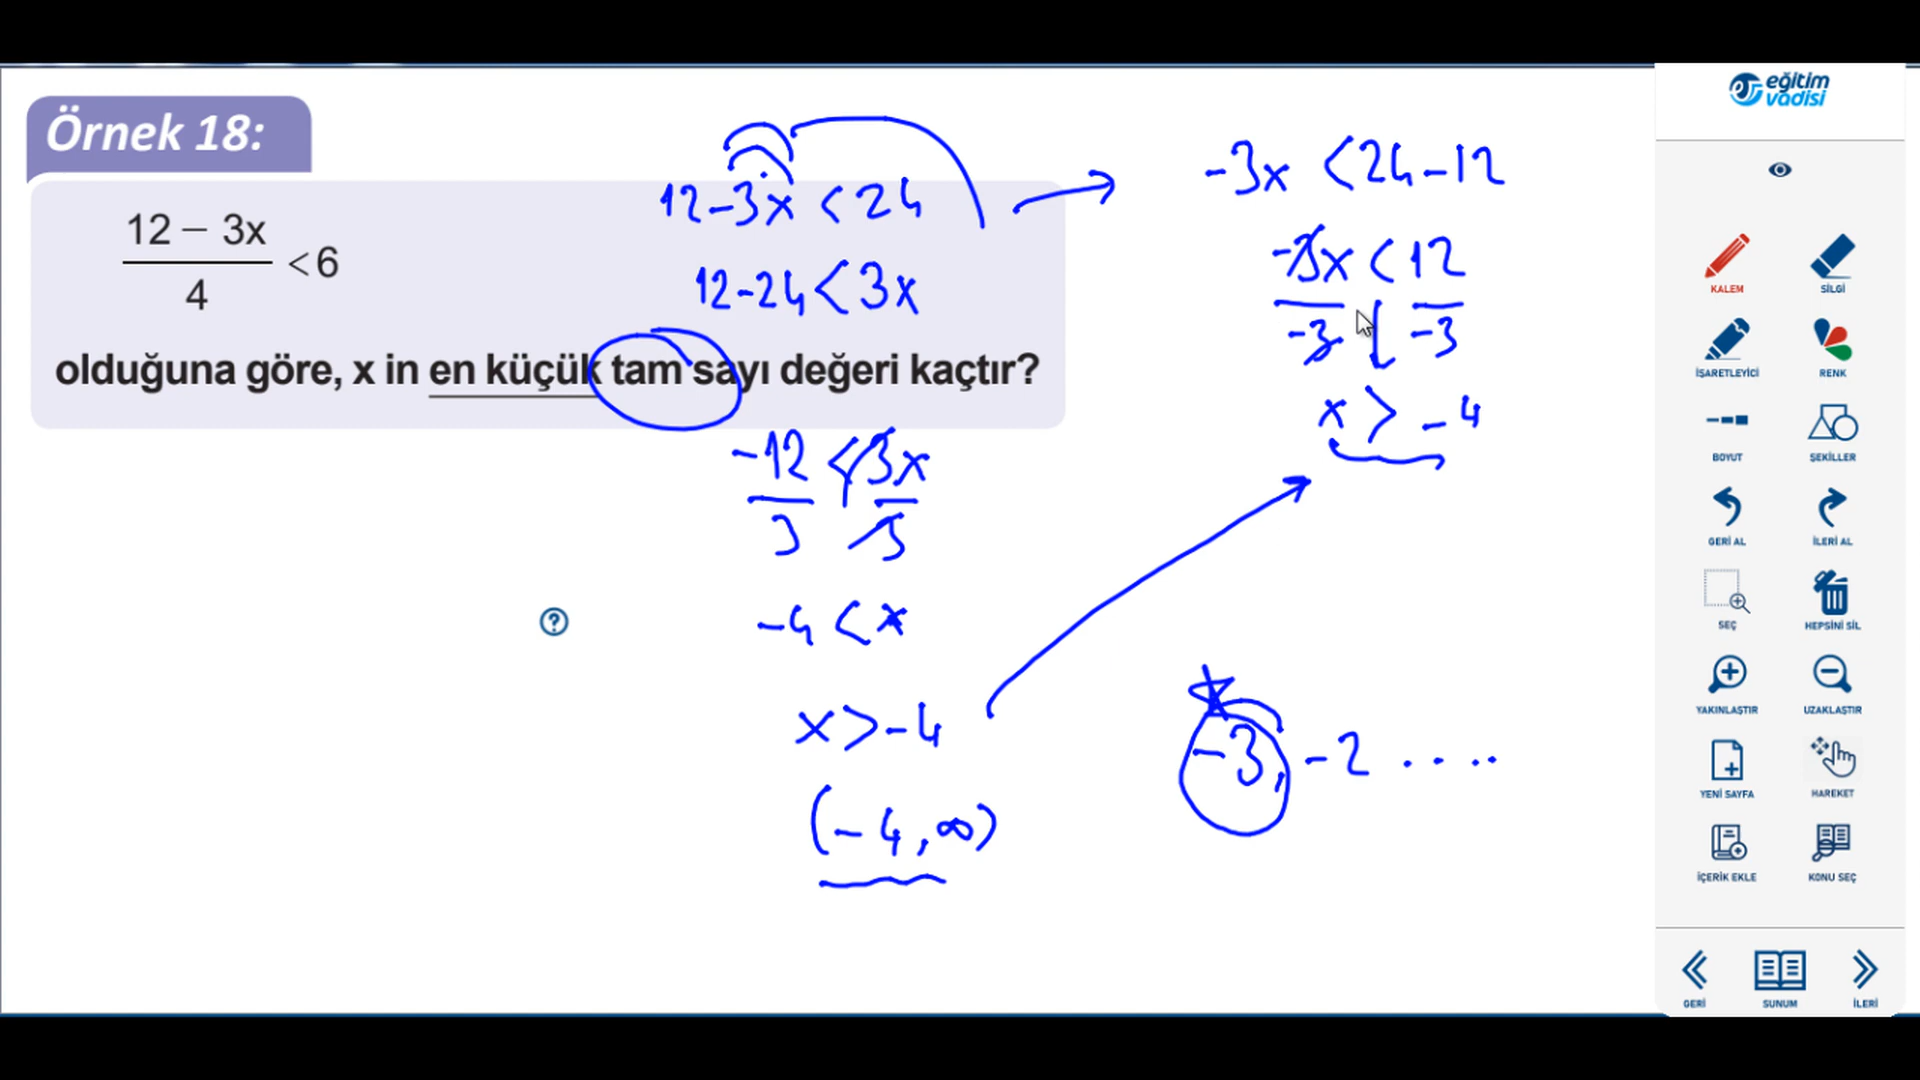 Örnek 18:
12 – 3x
4
< 6
olduğuna göre, x in en küçük tam sayı değeri kaçtır?
12-3x < 24
12-24 < 3x
-12 < 3x
3 3
-4 < x
x > -4
(-4, ∞)
-3x < 24-12
-3x < 12
-3 -3
x > -4
-3, -2 .....
eğitim
vadisi
KALEM SİLGİ
İŞARETLEYİCİ RENK
BOYUT ŞEKİLLER
GERİ AL İLERİ AL
SEÇ HEPSİNİ SİL
YAKINLAŞTIR UZAKLAŞTIR
YENİ SAYFA HAREKET
İÇERİK EKLE KONU SEÇ
GERİ SUNUM İLERİ